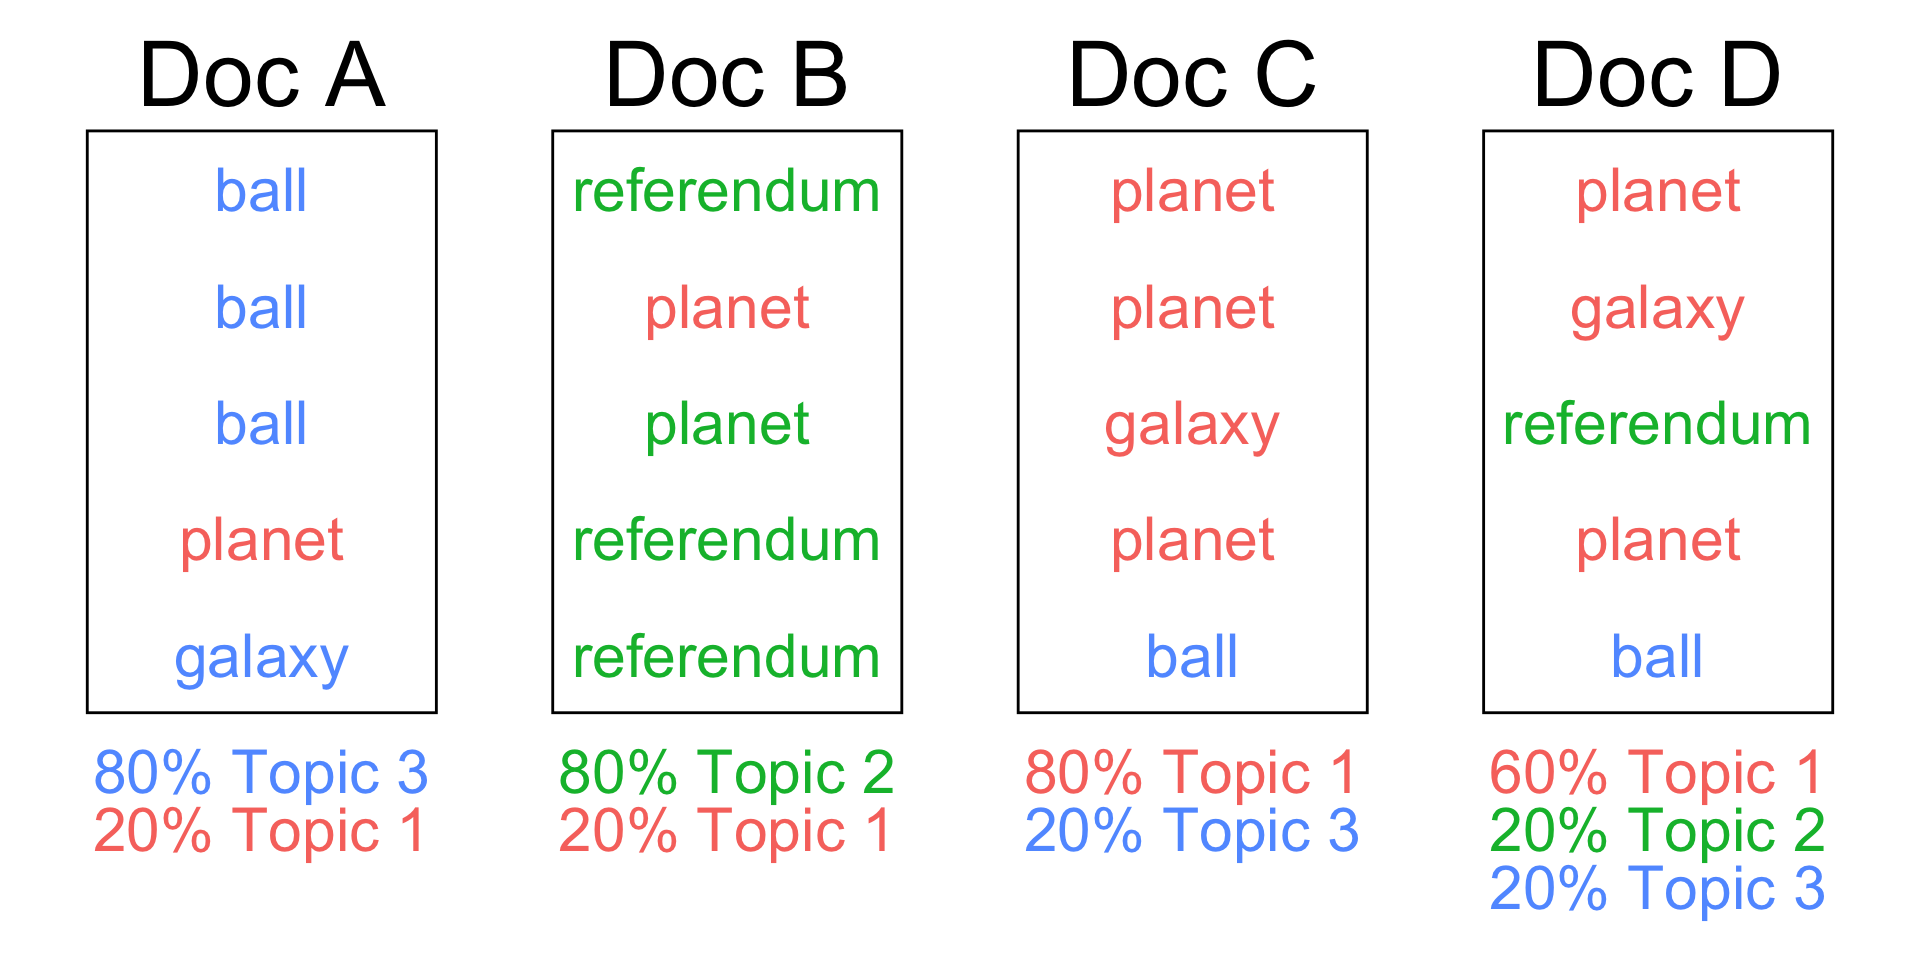 Doc A
ball
ball
ball
planet
galaxy
80% Topic 3
20% Topic 1
Doc B
referendum
planet
planet
referendum
referendum
80% Topic 2
20% Topic 1
Doc C
planet
planet
galaxy
planet
ball
80% Topic 1
20% Topic 3
Doc D
planet
galaxy
referendum
planet
ball
60% Topic 1
20% Topic 2
20% Topic 3